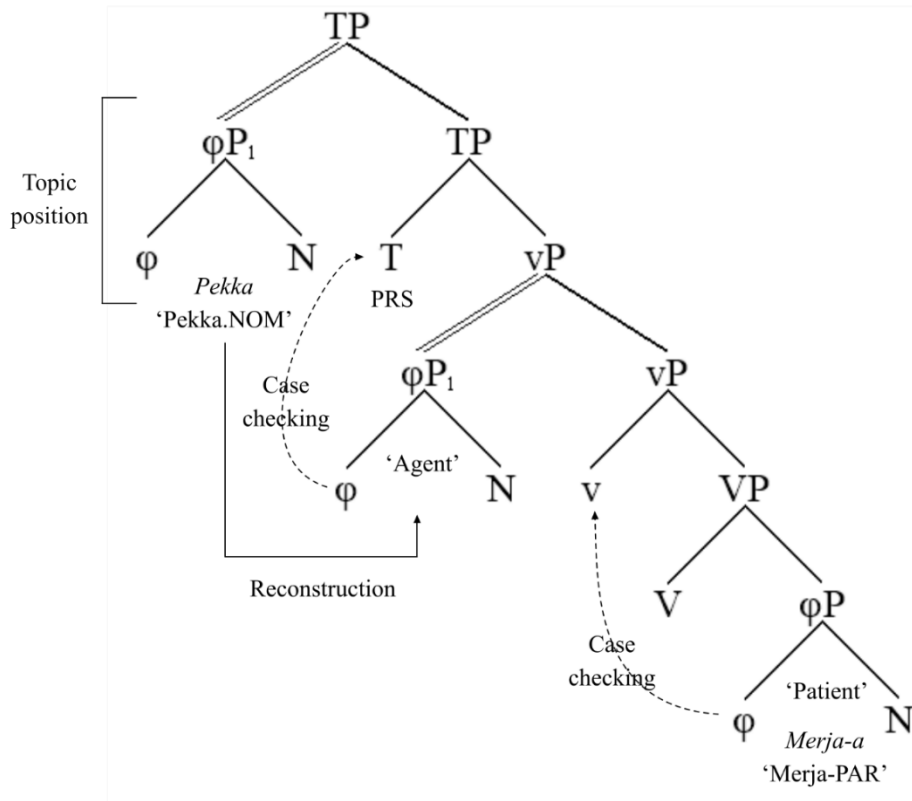 TP
φP₁
TP
Topic
position
φ
N
T
vP
Pekka
‘Pekka.NOM’
PRS
φP₁
vP
Case
checking
‘Agent’
φ
N
v
VP
Reconstruction
V
φP
Case
checking
‘Patient’
φ
N
Merja-a
‘Merja-PAR’